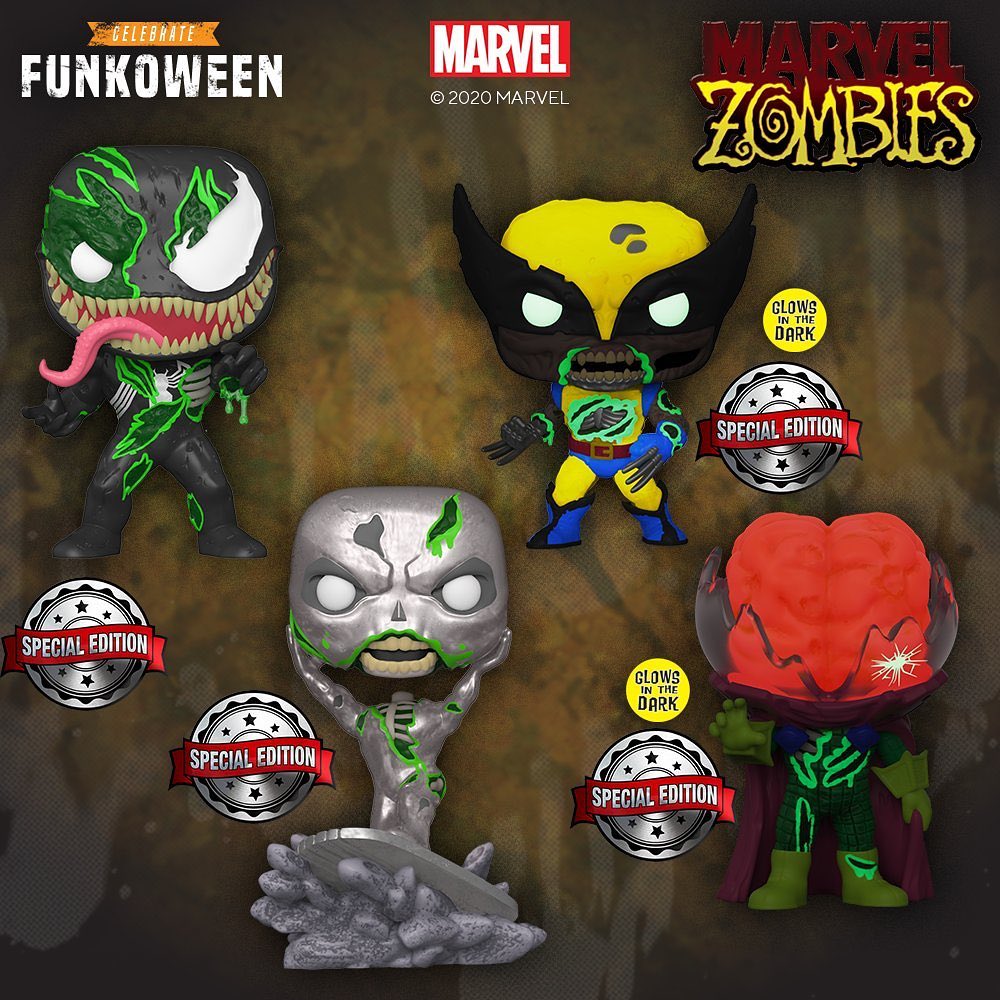 CELEBRATE
FUNKOWEEN
MARVEL
© 2020 MARVEL
MARVEL
ZOMBIES
GLOWS
IN THE
DARK
SPECIAL EDITION
SPECIAL EDITION
GLOWS
IN THE
DARK
SPECIAL EDITION
SPECIAL EDITION